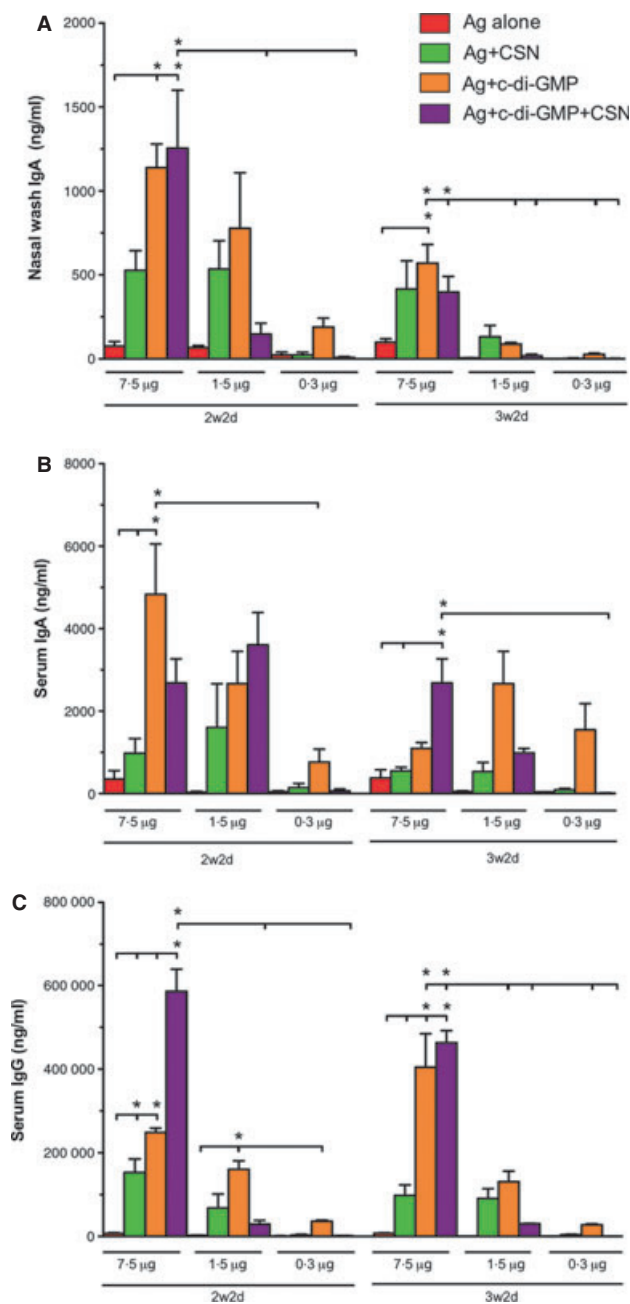 A
Nasal wash IgA (ng/ml)
2000
1750
1500
1250
1000
750
500
250
0
Ag alone
Ag+CSN
Ag+c-di-GMP
Ag+c-di-GMP+CSN
* * * *
* * *
7·5 µg 1·5 µg 0·3 µg 7·5 µg 1·5 µg 0·3 µg
2w2d 3w2d
B
Serum IgA (ng/ml)
8000
6000
4000
2000
0
* *
* *
7·5 µg 1·5 µg 0·3 µg 7·5 µg 1·5 µg 0·3 µg
2w2d 3w2d
C
Serum IgG (ng/ml)
800 000
600 000
400 000
200 000
0
* *
* * *
* * * *
7·5 µg 1·5 µg 0·3 µg 7·5 µg 1·5 µg 0·3 µg
2w2d 3w2d